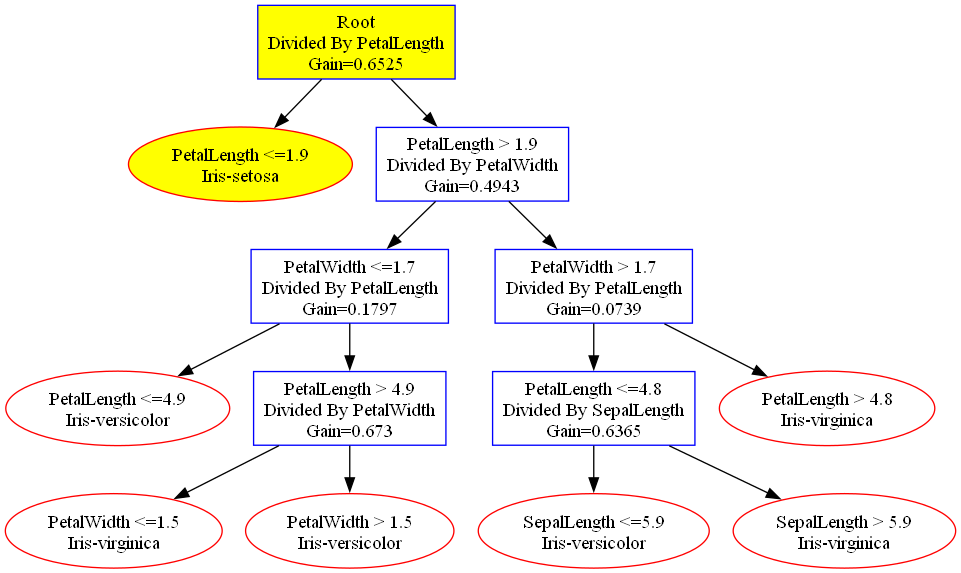 Root
Divided By PetalLength
Gain=0.6525
PetalLength <=1.9
Iris-setosa
PetalLength > 1.9
Divided By PetalWidth
Gain=0.4943
PetalWidth <=1.7
Divided By PetalLength
Gain=0.1797
PetalWidth > 1.7
Divided By PetalLength
Gain=0.0739
PetalLength <=4.9
Iris-versicolor
PetalLength > 4.9
Divided By PetalWidth
Gain=0.673
PetalLength <=4.8
Divided By SepalLength
Gain=0.6365
PetalLength > 4.8
Iris-virginica
PetalWidth <=1.5
Iris-virginica
PetalWidth > 1.5
Iris-versicolor
SepalLength <=5.9
Iris-versicolor
SepalLength > 5.9
Iris-virginica